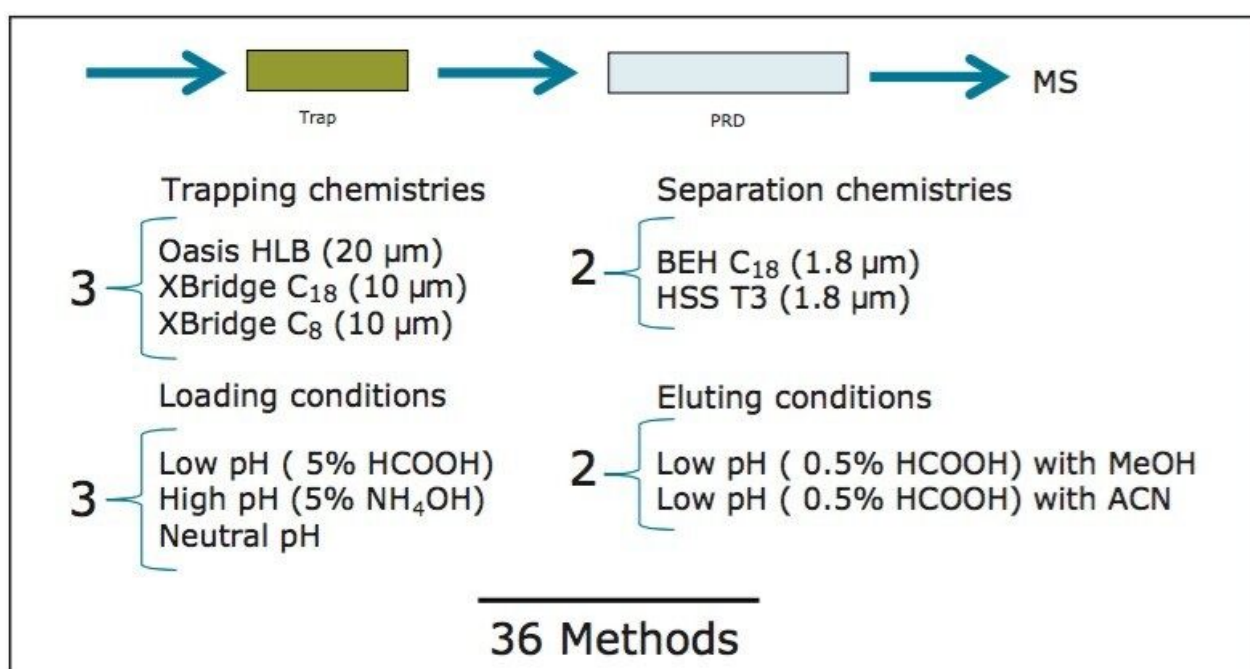 MS
Trap
PRD
Trapping chemistries
3
Oasis HLB (20 µm)
XBridge C₁₈ (10 µm)
XBridge C₈ (10 µm)
Separation chemistries
2
BEH C₁₈ (1.8 µm)
HSS T3 (1.8 µm)
Loading conditions
3
Low pH ( 5% HCOOH)
High pH (5% NH₄OH)
Neutral pH
Eluting conditions
2
Low pH ( 0.5% HCOOH) with MeOH
Low pH ( 0.5% HCOOH) with ACN
36 Methods